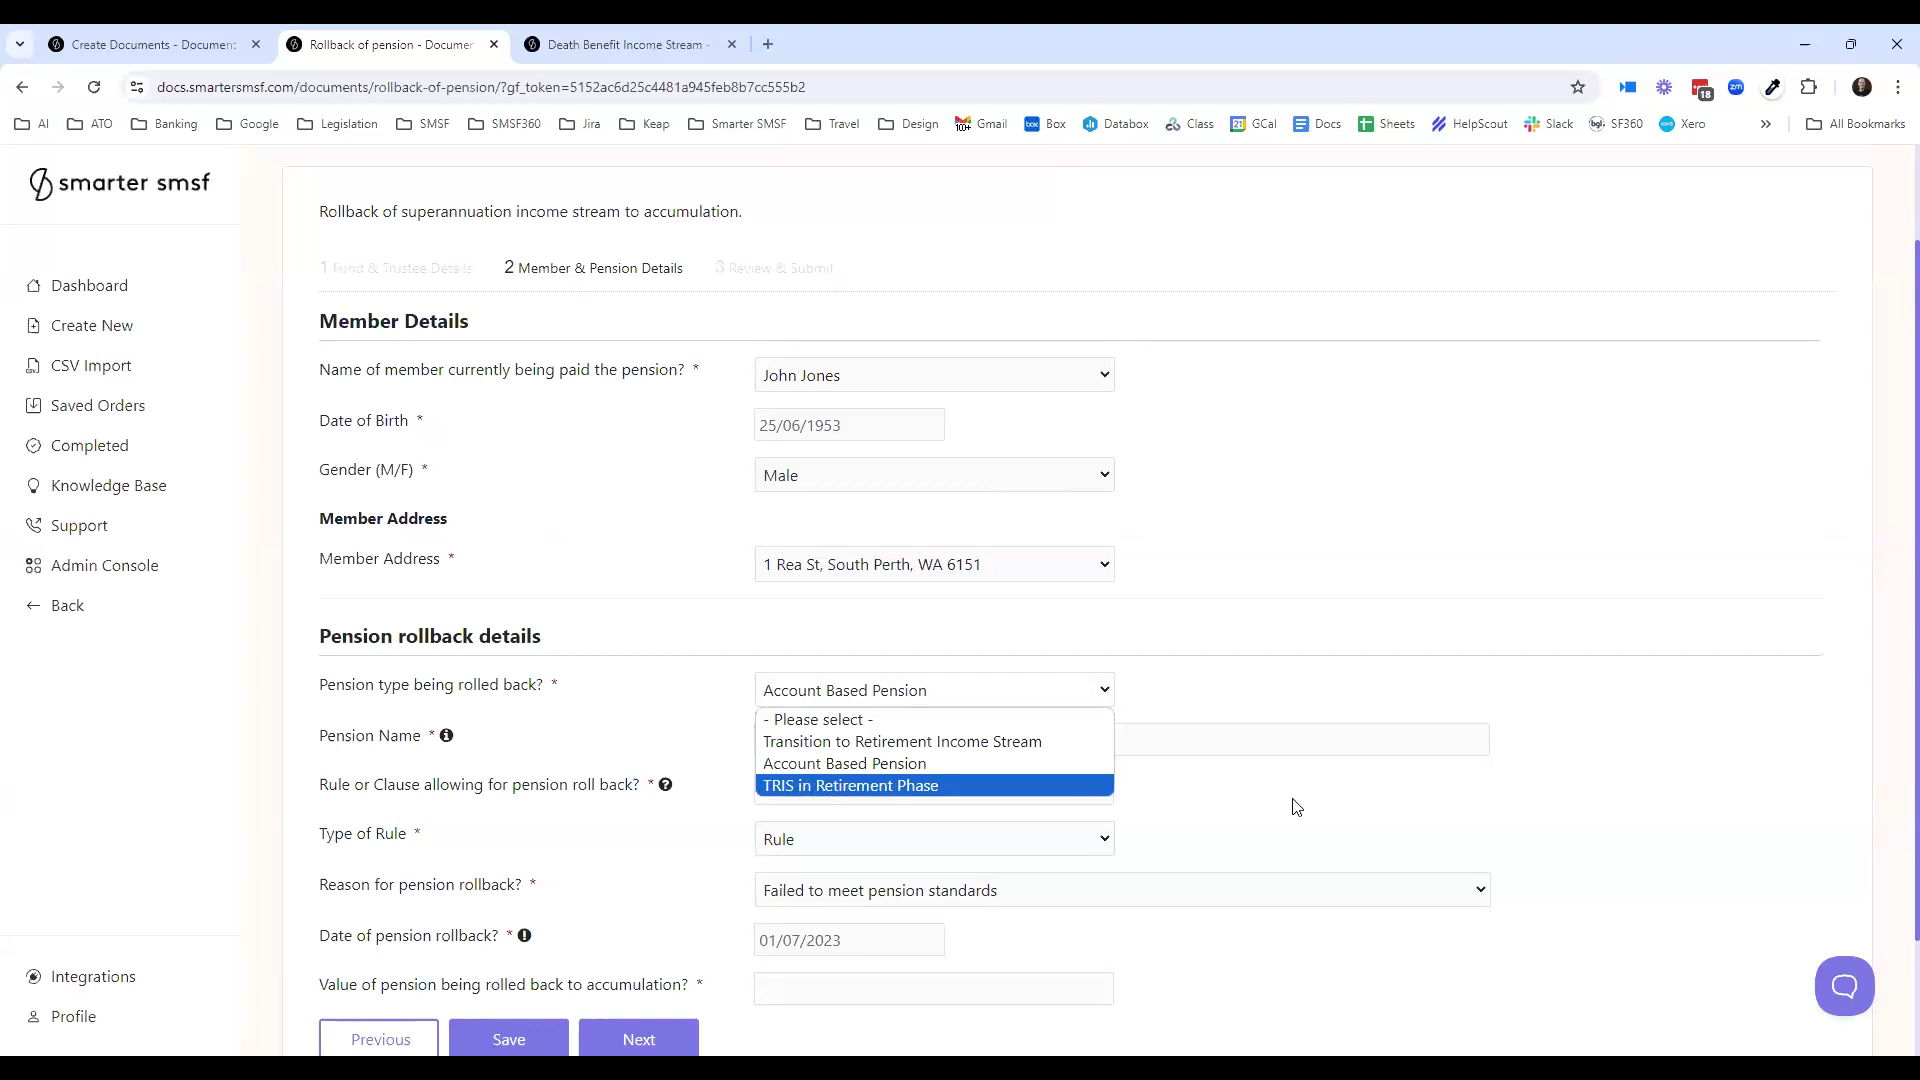 Create Documents - Document
Rollback of pension - Documen
Death Benefit Income Stream -
docs.smartersmsf.com/documents/rollback-of-pension/?gf_token=5152ac6d25c4481a945feb8b7cc555b2
18
zm
AI
ATO
Banking
Google
Legislation
SMSF
SMSF360
Jira
Keap
Smarter SMSF
Travel
Design
Gmail
Box
Databox
Class
GCal
Docs
Sheets
HelpScout
Slack
SF360
Xero
All Bookmarks
smarter smsf
Dashboard
Create New
CSV Import
Saved Orders
Completed
Knowledge Base
Support
Admin Console
Back
Integrations
Profile
Rollback of superannuation income stream to accumulation.
1 Fund & Trustee Details
2 Member & Pension Details
3 Review & Submit
Member Details
Name of member currently being paid the pension? *
John Jones
Date of Birth *
25/06/1953
Gender (M/F) *
Male
Member Address
Member Address *
1 Rea St, South Perth, WA 6151
Pension rollback details
Pension type being rolled back? *
Account Based Pension
- Please select -
Transition to Retirement Income Stream
Account Based Pension
TRIS in Retirement Phase
Pension Name *
Rule or Clause allowing for pension roll back? *
Type of Rule *
Rule
Reason for pension rollback? *
Failed to meet pension standards
Date of pension rollback? *
01/07/2023
Value of pension being rolled back to accumulation? *
Previous
Save
Next